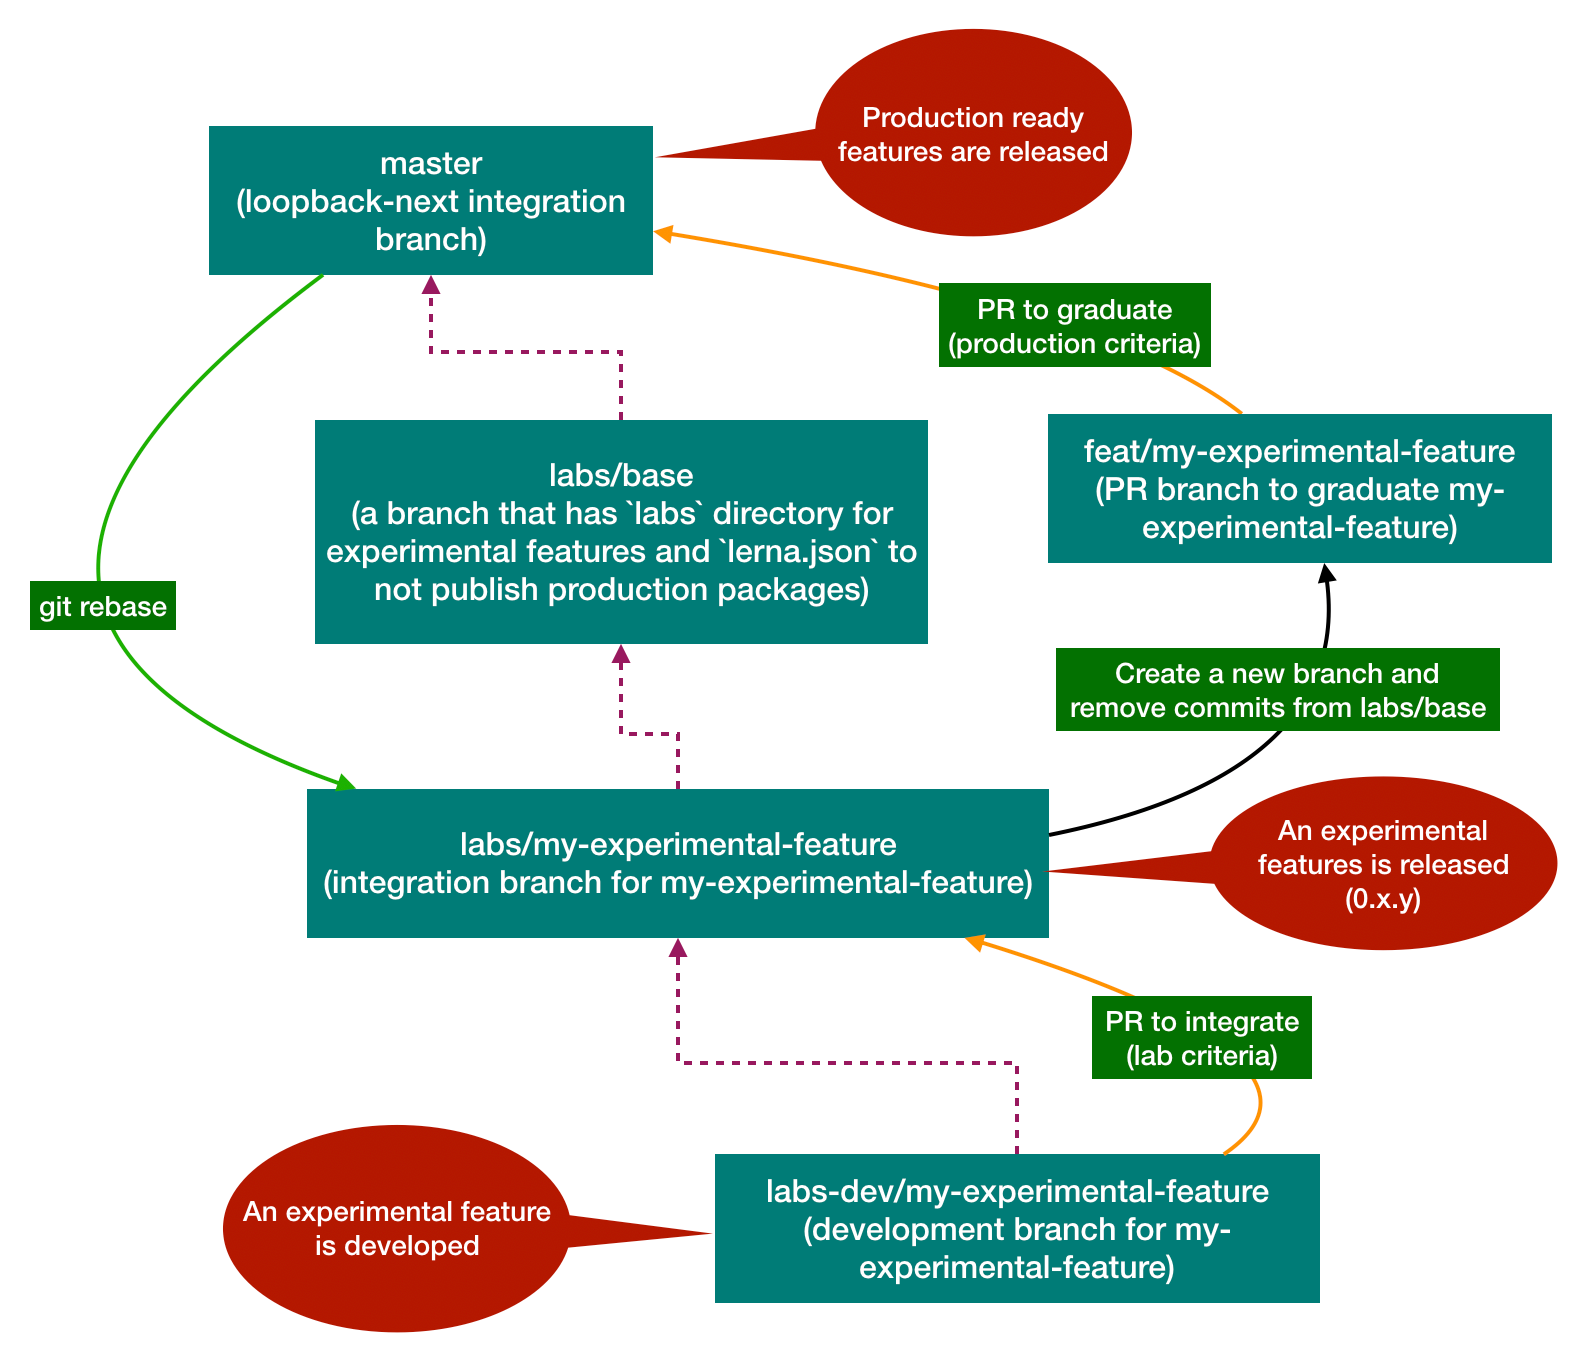 Production ready
features are released
master
(loopback-next integration
branch)
PR to graduate
(production criteria)
feat/my-experimental-feature
(PR branch to graduate my-
experimental-feature)
labs/base
(a branch that has `labs` directory for
experimental features and `lerna.json` to
not publish production packages)
git rebase
Create a new branch and
remove commits from labs/base
labs/my-experimental-feature
(integration branch for my-experimental-feature)
An experimental
features is released
(0.x.y)
PR to integrate
(lab criteria)
An experimental feature
is developed
labs-dev/my-experimental-feature
(development branch for my-
experimental-feature)